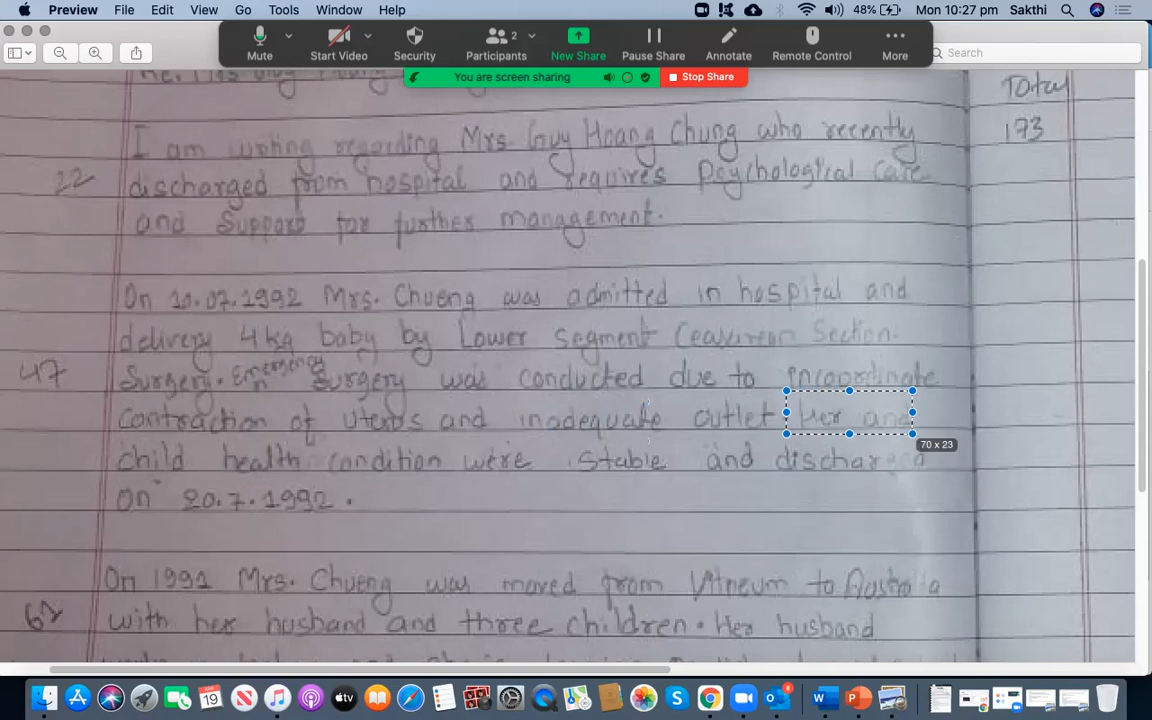 Preview File Edit View Go Tools Window Help 48% Mon 10:27 pm Sakthi
Mute Start Video Security Participants 2 New Share Pause Share Annotate Remote Control More Search
You are screen sharing Stop Share
Total
I am writing regarding Mrs. Guy Hoang Chung who recently 173
22 discharged from hospital and requires Psychological care
and Support for further management.
On 10.07.1992 Mrs. Chueng was admitted in hospital and
delivery 4kg baby by Lower segment Section.
47 Surgery. Emergency Surgery was conducted due to incoordinate
contraction of and inadequate outlet Her and
70 x 23
child health condition were stable and discharged
on 20.7.1992.
On 1991 Mrs. Chueng was moved from to
62 with her husband and three children. Her husband
19